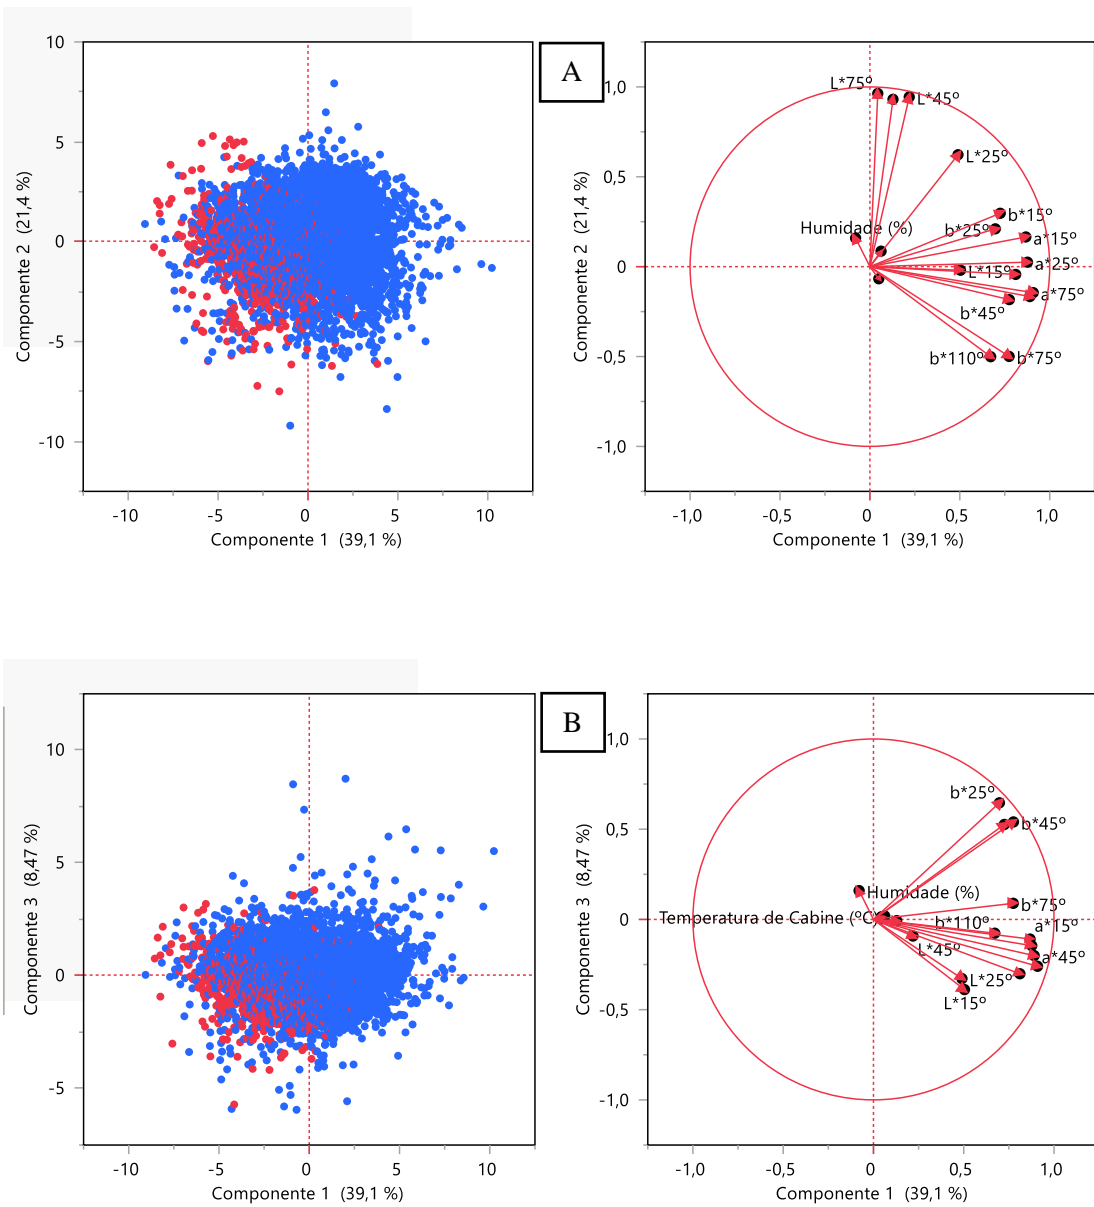 A
10
5
0
-5
-10
-10
-5
0
5
10
Componente 2 (21,4 %)
Componente 1 (39,1 %)
1,0
0,5
0
-0,5
-1,0
-1,0
-0,5
0
0,5
1,0
Componente 2 (21,4 %)
Componente 1 (39,1 %)
L*75º
L*45º
L*25º
b*15º
Humidade (%)
b*25º
a*15º
a*25º
L*15º
a*75º
b*45º
b*110º
b*75º
B
10
5
0
-5
-10
-5
0
5
10
Componente 3 (8,47 %)
Componente 1 (39,1 %)
1,0
0,5
0
-0,5
-1,0
-1,0
-0,5
0
0,5
1,0
Componente 3 (8,47 %)
Componente 1 (39,1 %)
b*25º
b*45º
Humidade (%)
b*75º
Temperatura de Cabine (ºC)
b*110º
a*15º
L*45º
a*45º
L*25º
L*15º